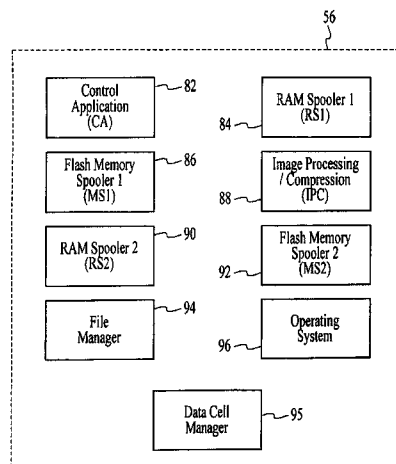 56
Control
Application
(CA)
82
RAM Spooler 1
(RS1)
84
Flash Memory
Spooler 1
(MS1)
86
Image Processing
/ Compression
(IPC)
88
RAM Spooler 2
(RS2)
90
Flash Memory
Spooler 2
(MS2)
92
File
Manager
94
Operating
System
96
Data Cell
Manager
95